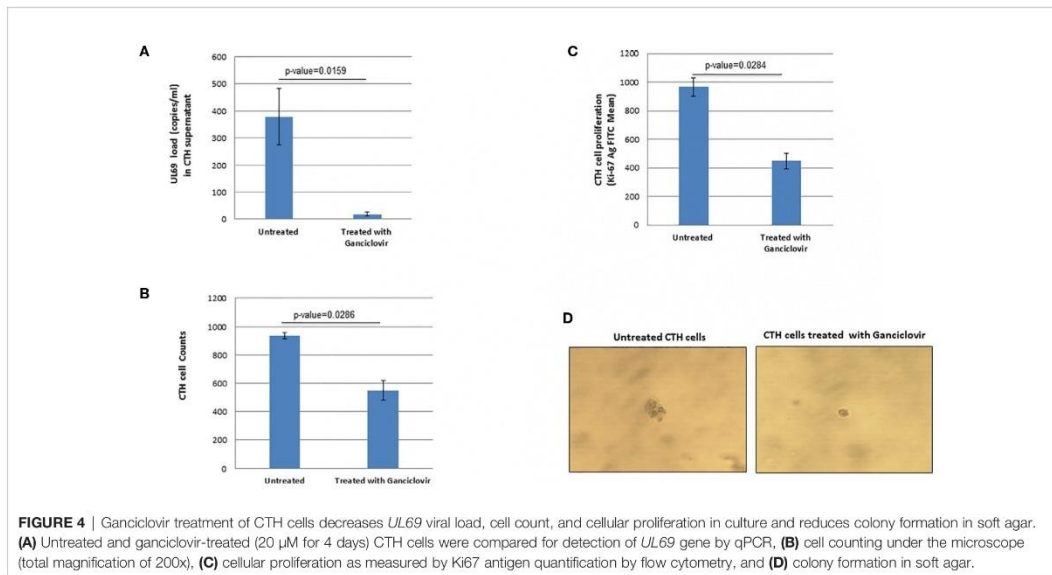 A
600
500
400
300
200
100
0
UL69 load (copies/ml)
in CTH supernatant
p-value=0.0159
Untreated
Treated with
Ganciclovir
B
1200
1000
800
600
400
200
0
CTH cell Counts
p-value=0.0286
Untreated
Treated with Ganciclovir
C
1200
1000
800
600
400
200
0
CTH cell proliferation
(Ki-67 Ag FITC Mean)
p-value=0.0284
Untreated
Treated with
Ganciclovir
D
Untreated CTH cells
CTH cells treated with Ganciclovir
FIGURE 4 | Ganciclovir treatment of CTH cells decreases UL69 viral load, cell count, and cellular proliferation in culture and reduces colony formation in soft agar.
(A) Untreated and ganciclovir-treated (20 µM for 4 days) CTH cells were compared for detection of UL69 gene by qPCR, (B) cell counting under the microscope
(total magnification of 200x), (C) cellular proliferation as measured by Ki67 antigen quantification by flow cytometry, and (D) colony formation in soft agar.